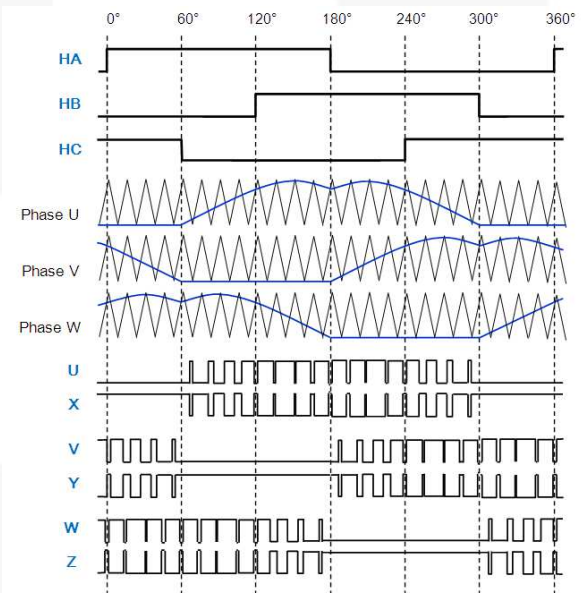 0° 60° 120° 180° 240° 300° 360°
HA
HB
HC
Phase U
Phase V
Phase W
U
X
V
Y
W
Z